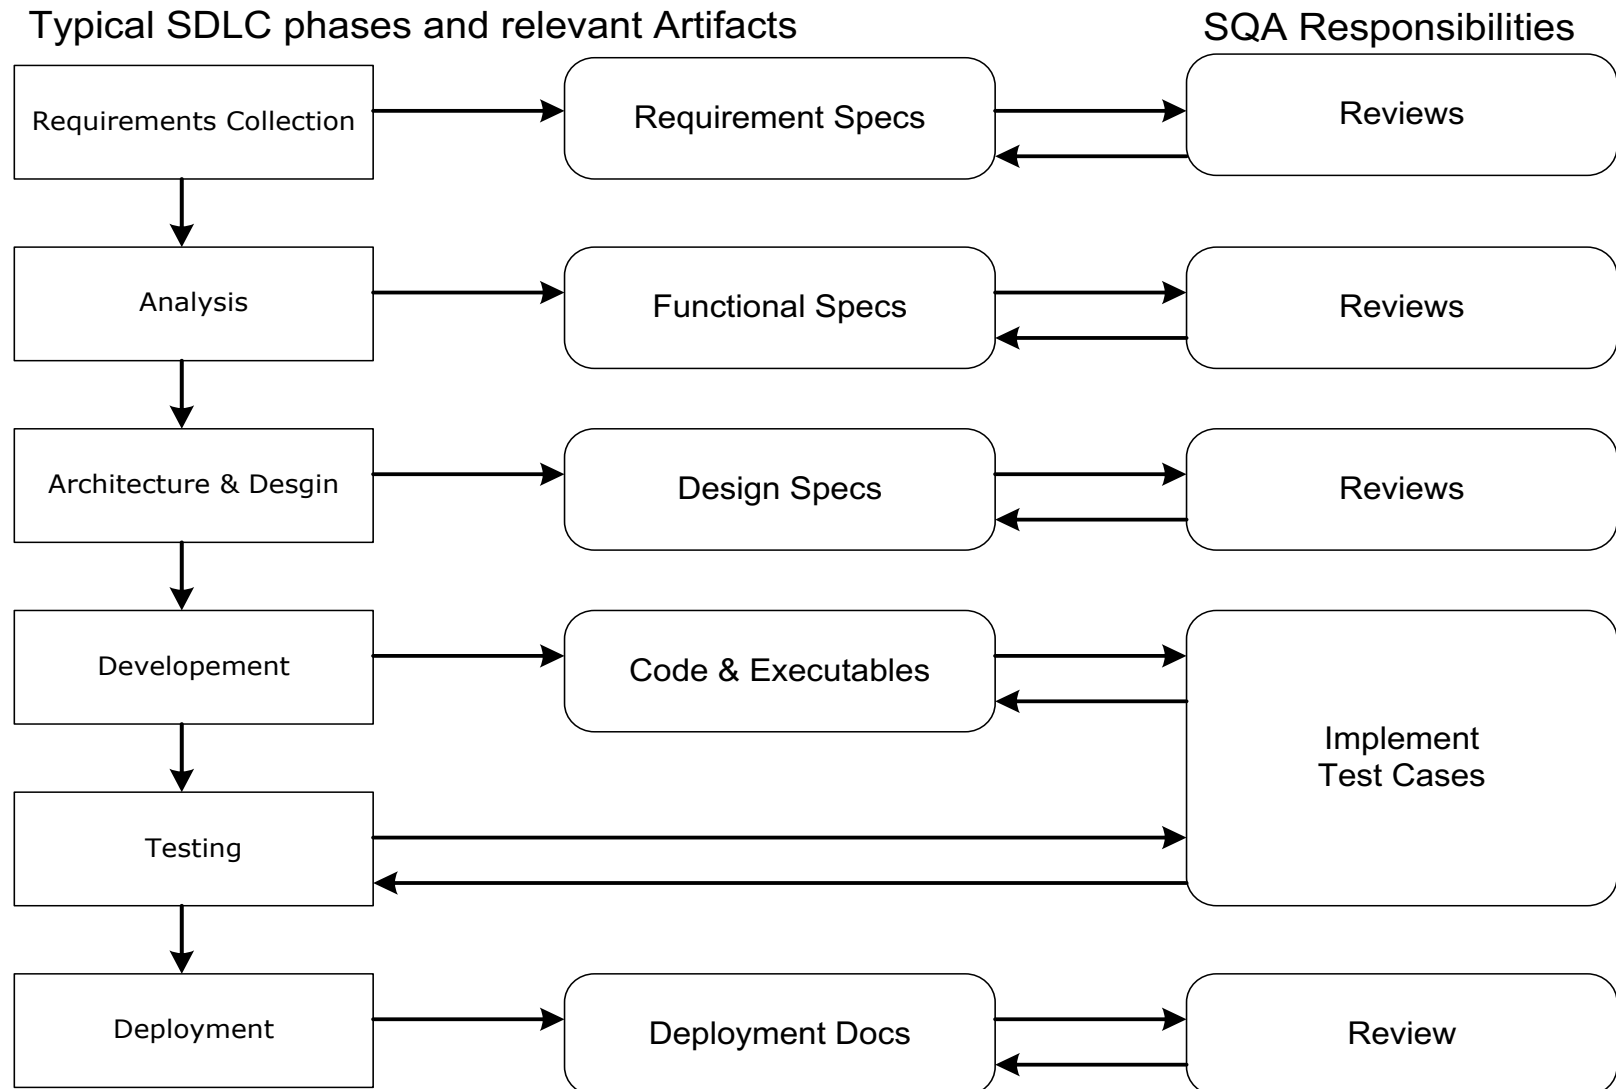 Typical SDLC phases and relevant Artifacts
SQA Responsibilities
Requirements Collection
Requirement Specs
Reviews
Analysis
Functional Specs
Reviews
Architecture & Desgin
Design Specs
Reviews
Developement
Code & Executables
Implement
Test Cases
Testing
Deployment
Deployment Docs
Review